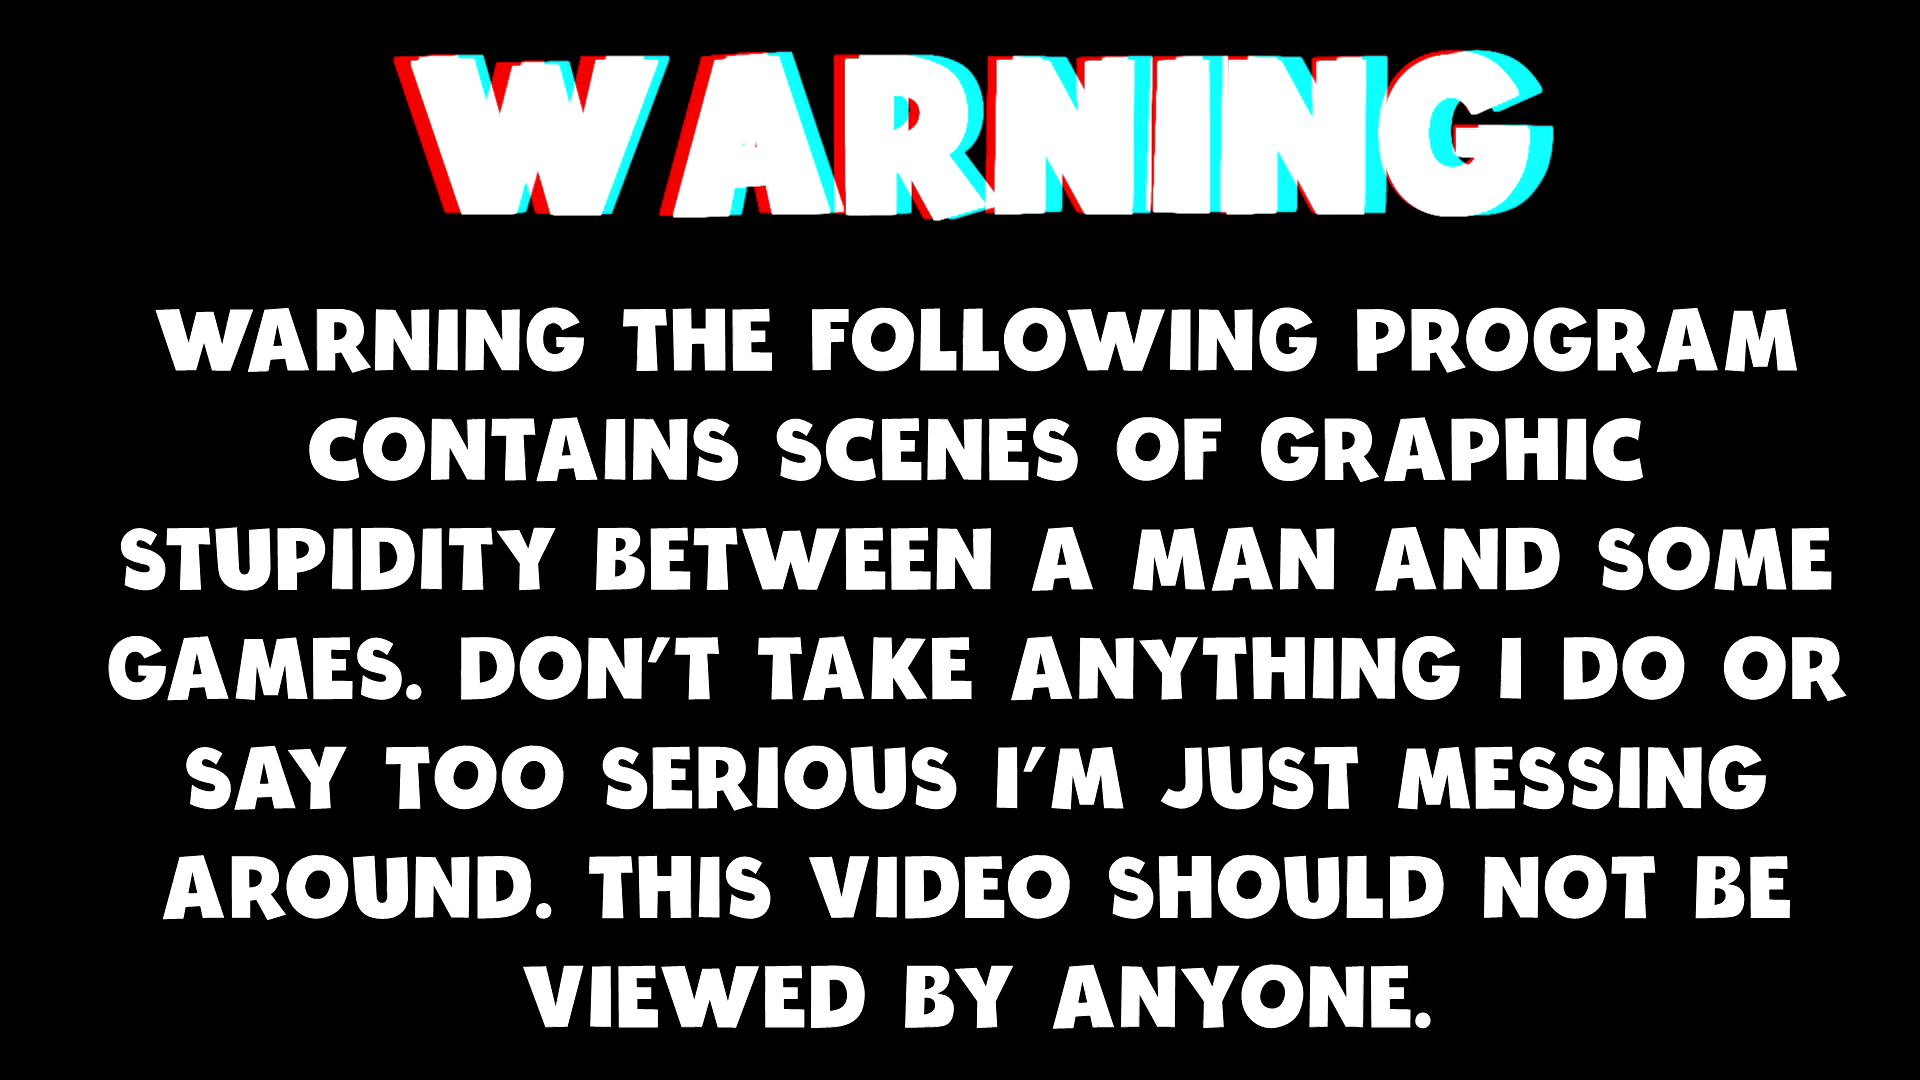 WARNING
WARNING THE FOLLOWING PROGRAM
CONTAINS SCENES OF GRAPHIC
STUPIDITY BETWEEN A MAN AND SOME
GAMES. DON'T TAKE ANYTHING I DO OR
SAY TOO SERIOUS I'M JUST MESSING
AROUND. THIS VIDEO SHOULD NOT BE
VIEWED BY ANYONE.